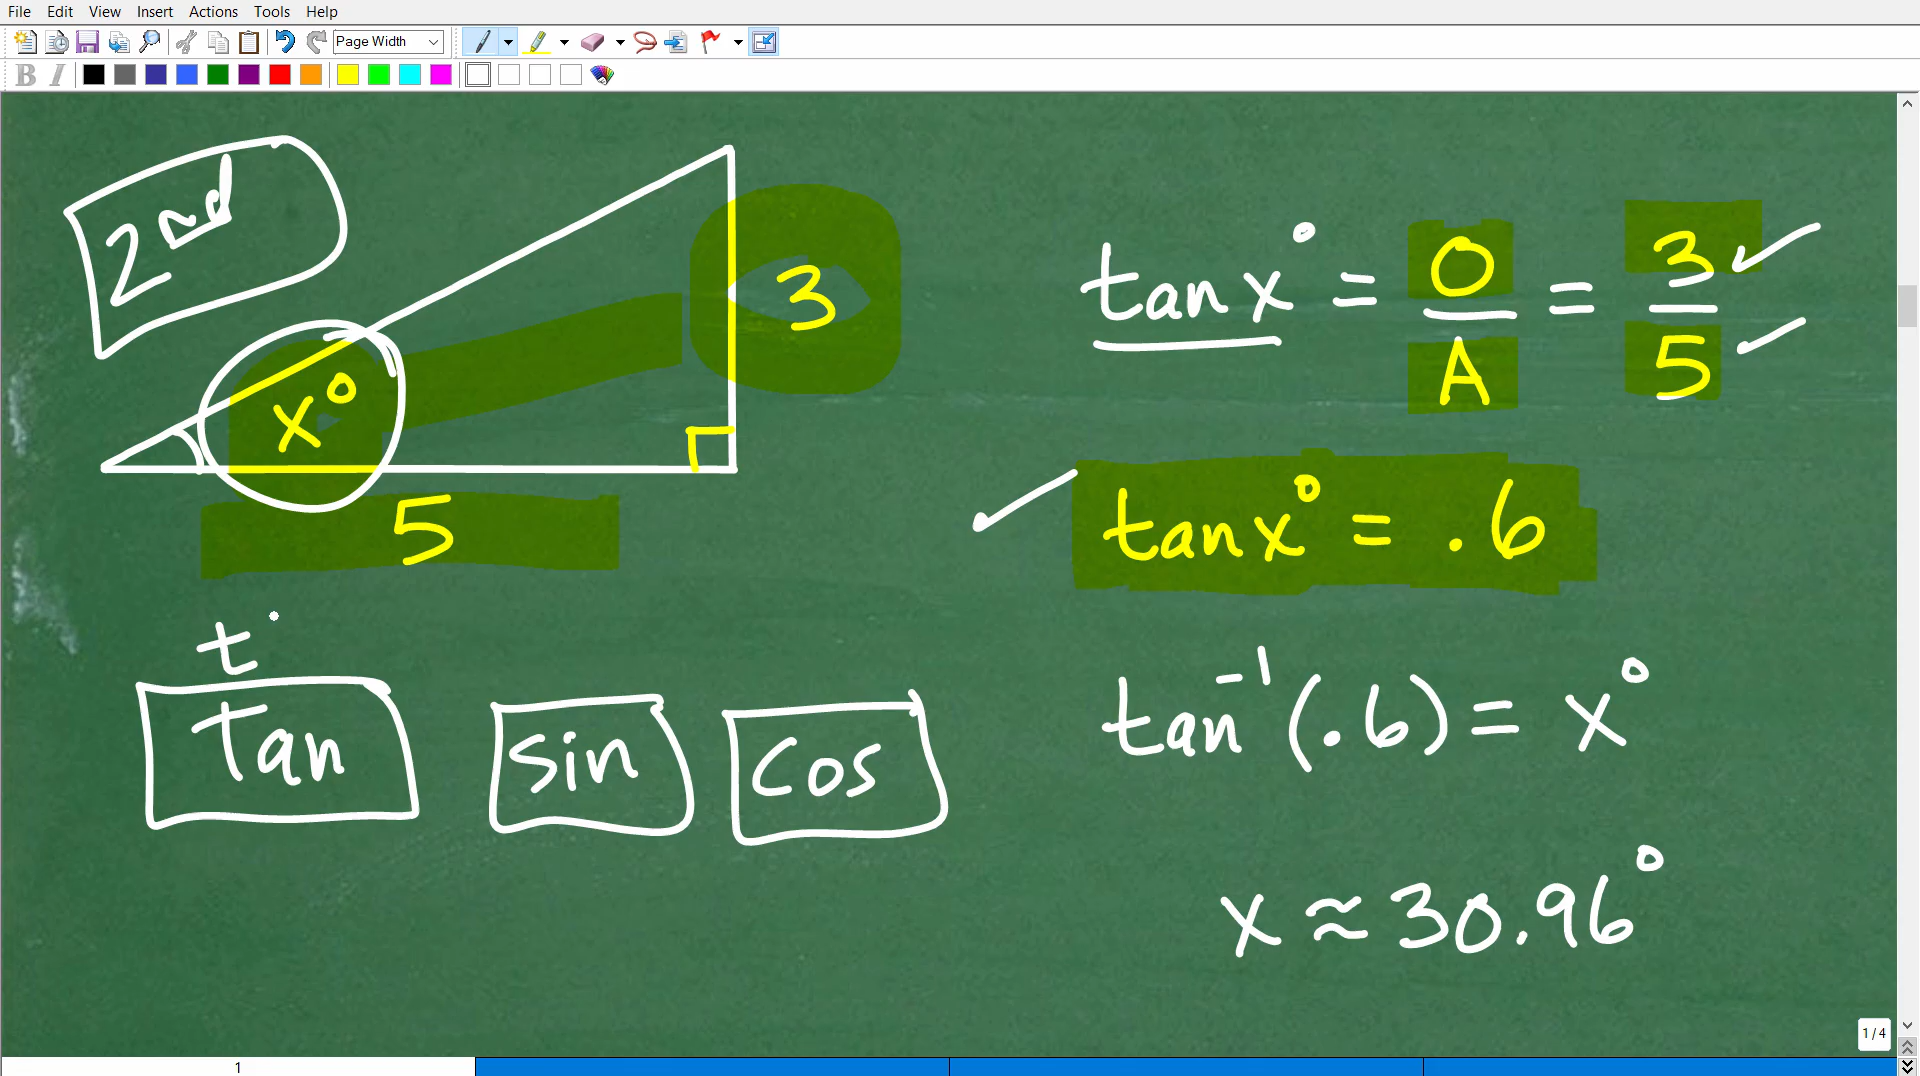 File Edit View Insert Actions Tools Help
Page Width
B I
2nd
x°
3
5
tan x° = O/A = 3/5
tan x° = .6
t
Tan
Sin
Cos
tan⁻¹(.6) = x°
x ≈ 30.96°
1 / 4
1